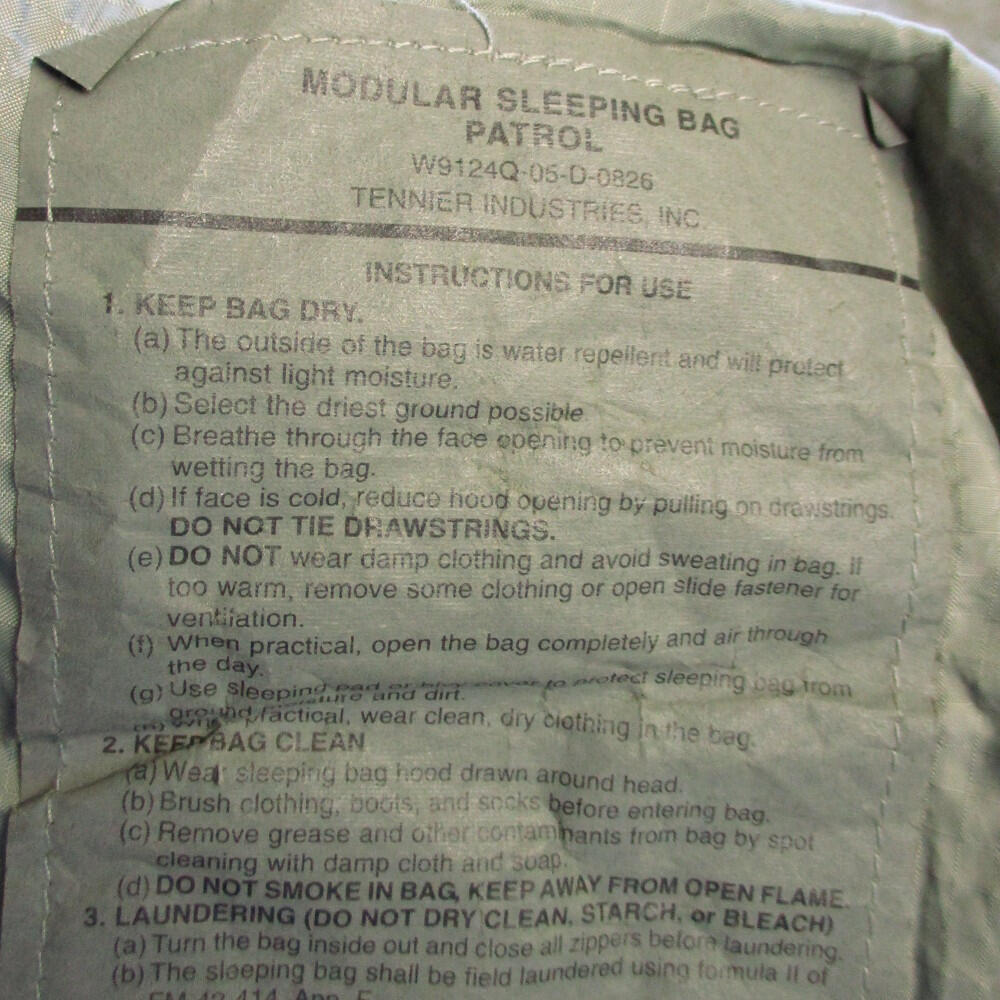 MODULAR SLEEPING BAG
PATROL
W9124Q-05-D-0826
TENNIER INDUSTRIES, INC.
INSTRUCTIONS FOR USE
1. KEEP BAG DRY.
(a) The outside of the bag is water repellent and will protect
against light moisture.
(b) Select the driest ground possible
(c) Breathe through the face opening to prevent moisture from
wetting the bag.
(d) If face is cold, reduce hood opening by pulling on drawstrings.
DO NOT TIE DRAWSTRINGS.
(e) DO NOT wear damp clothing and avoid sweating in bag. If
too warm, remove some clothing or open slide fastener for
ventilation.
(f) When practical, open the bag completely and air through
the day.
(g) Use sleeping pad or cover to protect sleeping bag from
ground and dirt.
wear clean, dry clothing in the bag.
2. KEEP BAG CLEAN
(a) Wear sleeping bag hood drawn around head.
(b) Brush clothing, boots, and socks before entering bag.
(c) Remove grease and other contaminants from bag by spot
cleaning with damp cloth and soap.
(d) DO NOT SMOKE IN BAG, KEEP AWAY FROM OPEN FLAME.
3. LAUNDERING (DO NOT DRY CLEAN, STARCH, or BLEACH)
(a) Turn the bag inside out and close all zippers before laundering.
(b) The sleeping bag shall be field laundered using formula II of